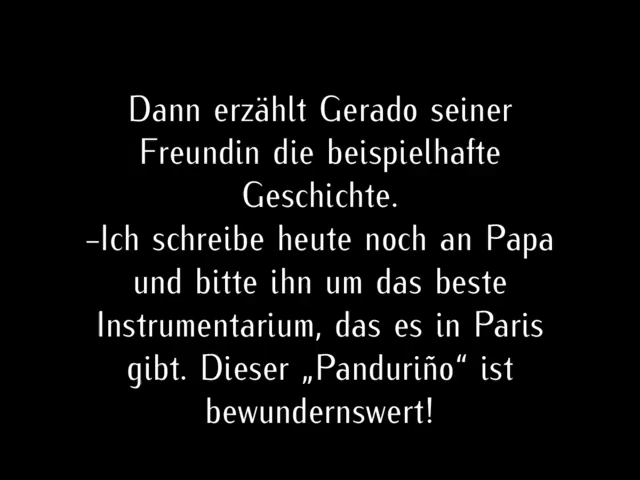 Dann erzählt Gerado seiner
Freundin die beispielhafte
Geschichte.
–Ich schreibe heute noch an Papa
und bitte ihn um das beste
Instrumentarium, das es in Paris
gibt. Dieser „Panduriño“ ist
bewundernswert!